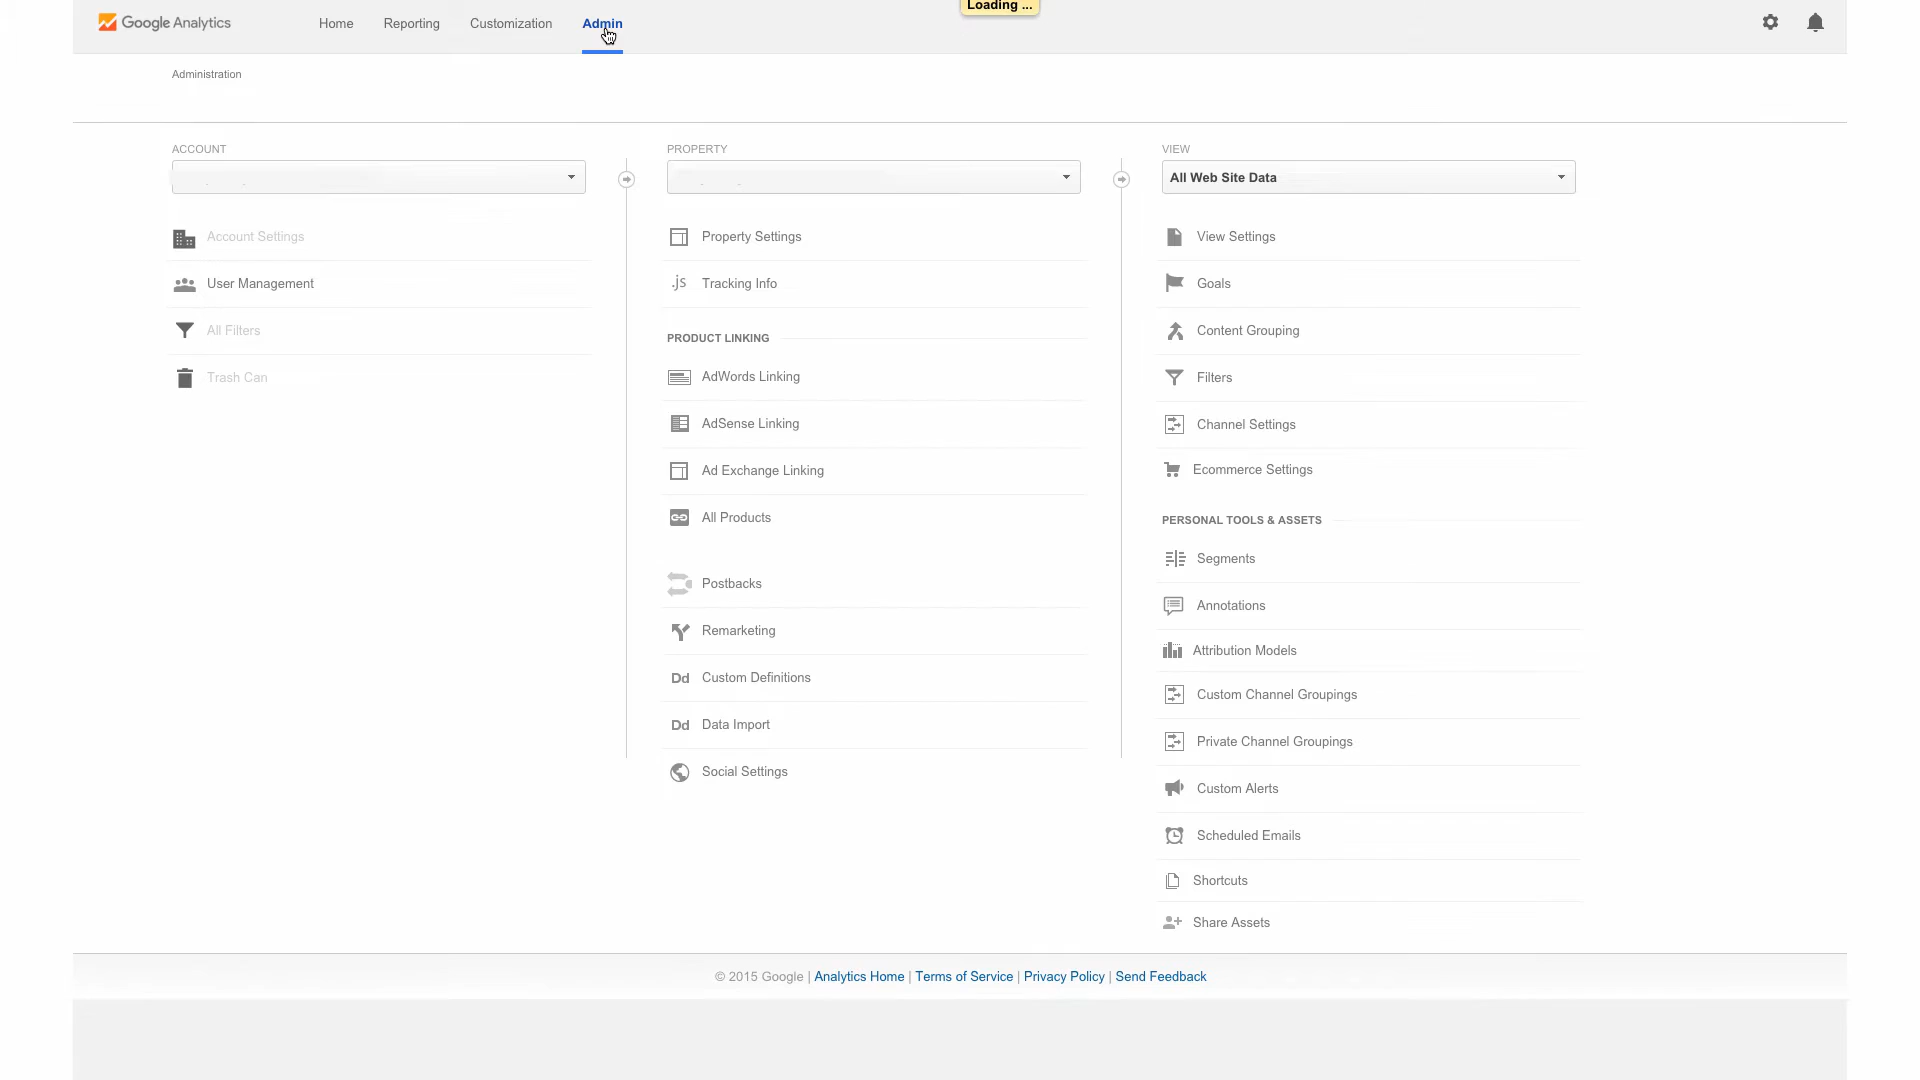 Loading ...
Google Analytics
Home
Reporting
Customization
Admin
Administration
ACCOUNT
PROPERTY
VIEW
All Web Site Data
Account Settings
User Management
All Filters
Trash Can
Property Settings
.js Tracking Info
PRODUCT LINKING
AdWords Linking
AdSense Linking
Ad Exchange Linking
All Products
Postbacks
Remarketing
Dd Custom Definitions
Dd Data Import
Social Settings
View Settings
Goals
Content Grouping
Filters
Channel Settings
Ecommerce Settings
PERSONAL TOOLS & ASSETS
Segments
Annotations
Attribution Models
Custom Channel Groupings
Private Channel Groupings
Custom Alerts
Scheduled Emails
Shortcuts
Share Assets
© 2015 Google | Analytics Home | Terms of Service | Privacy Policy | Send Feedback